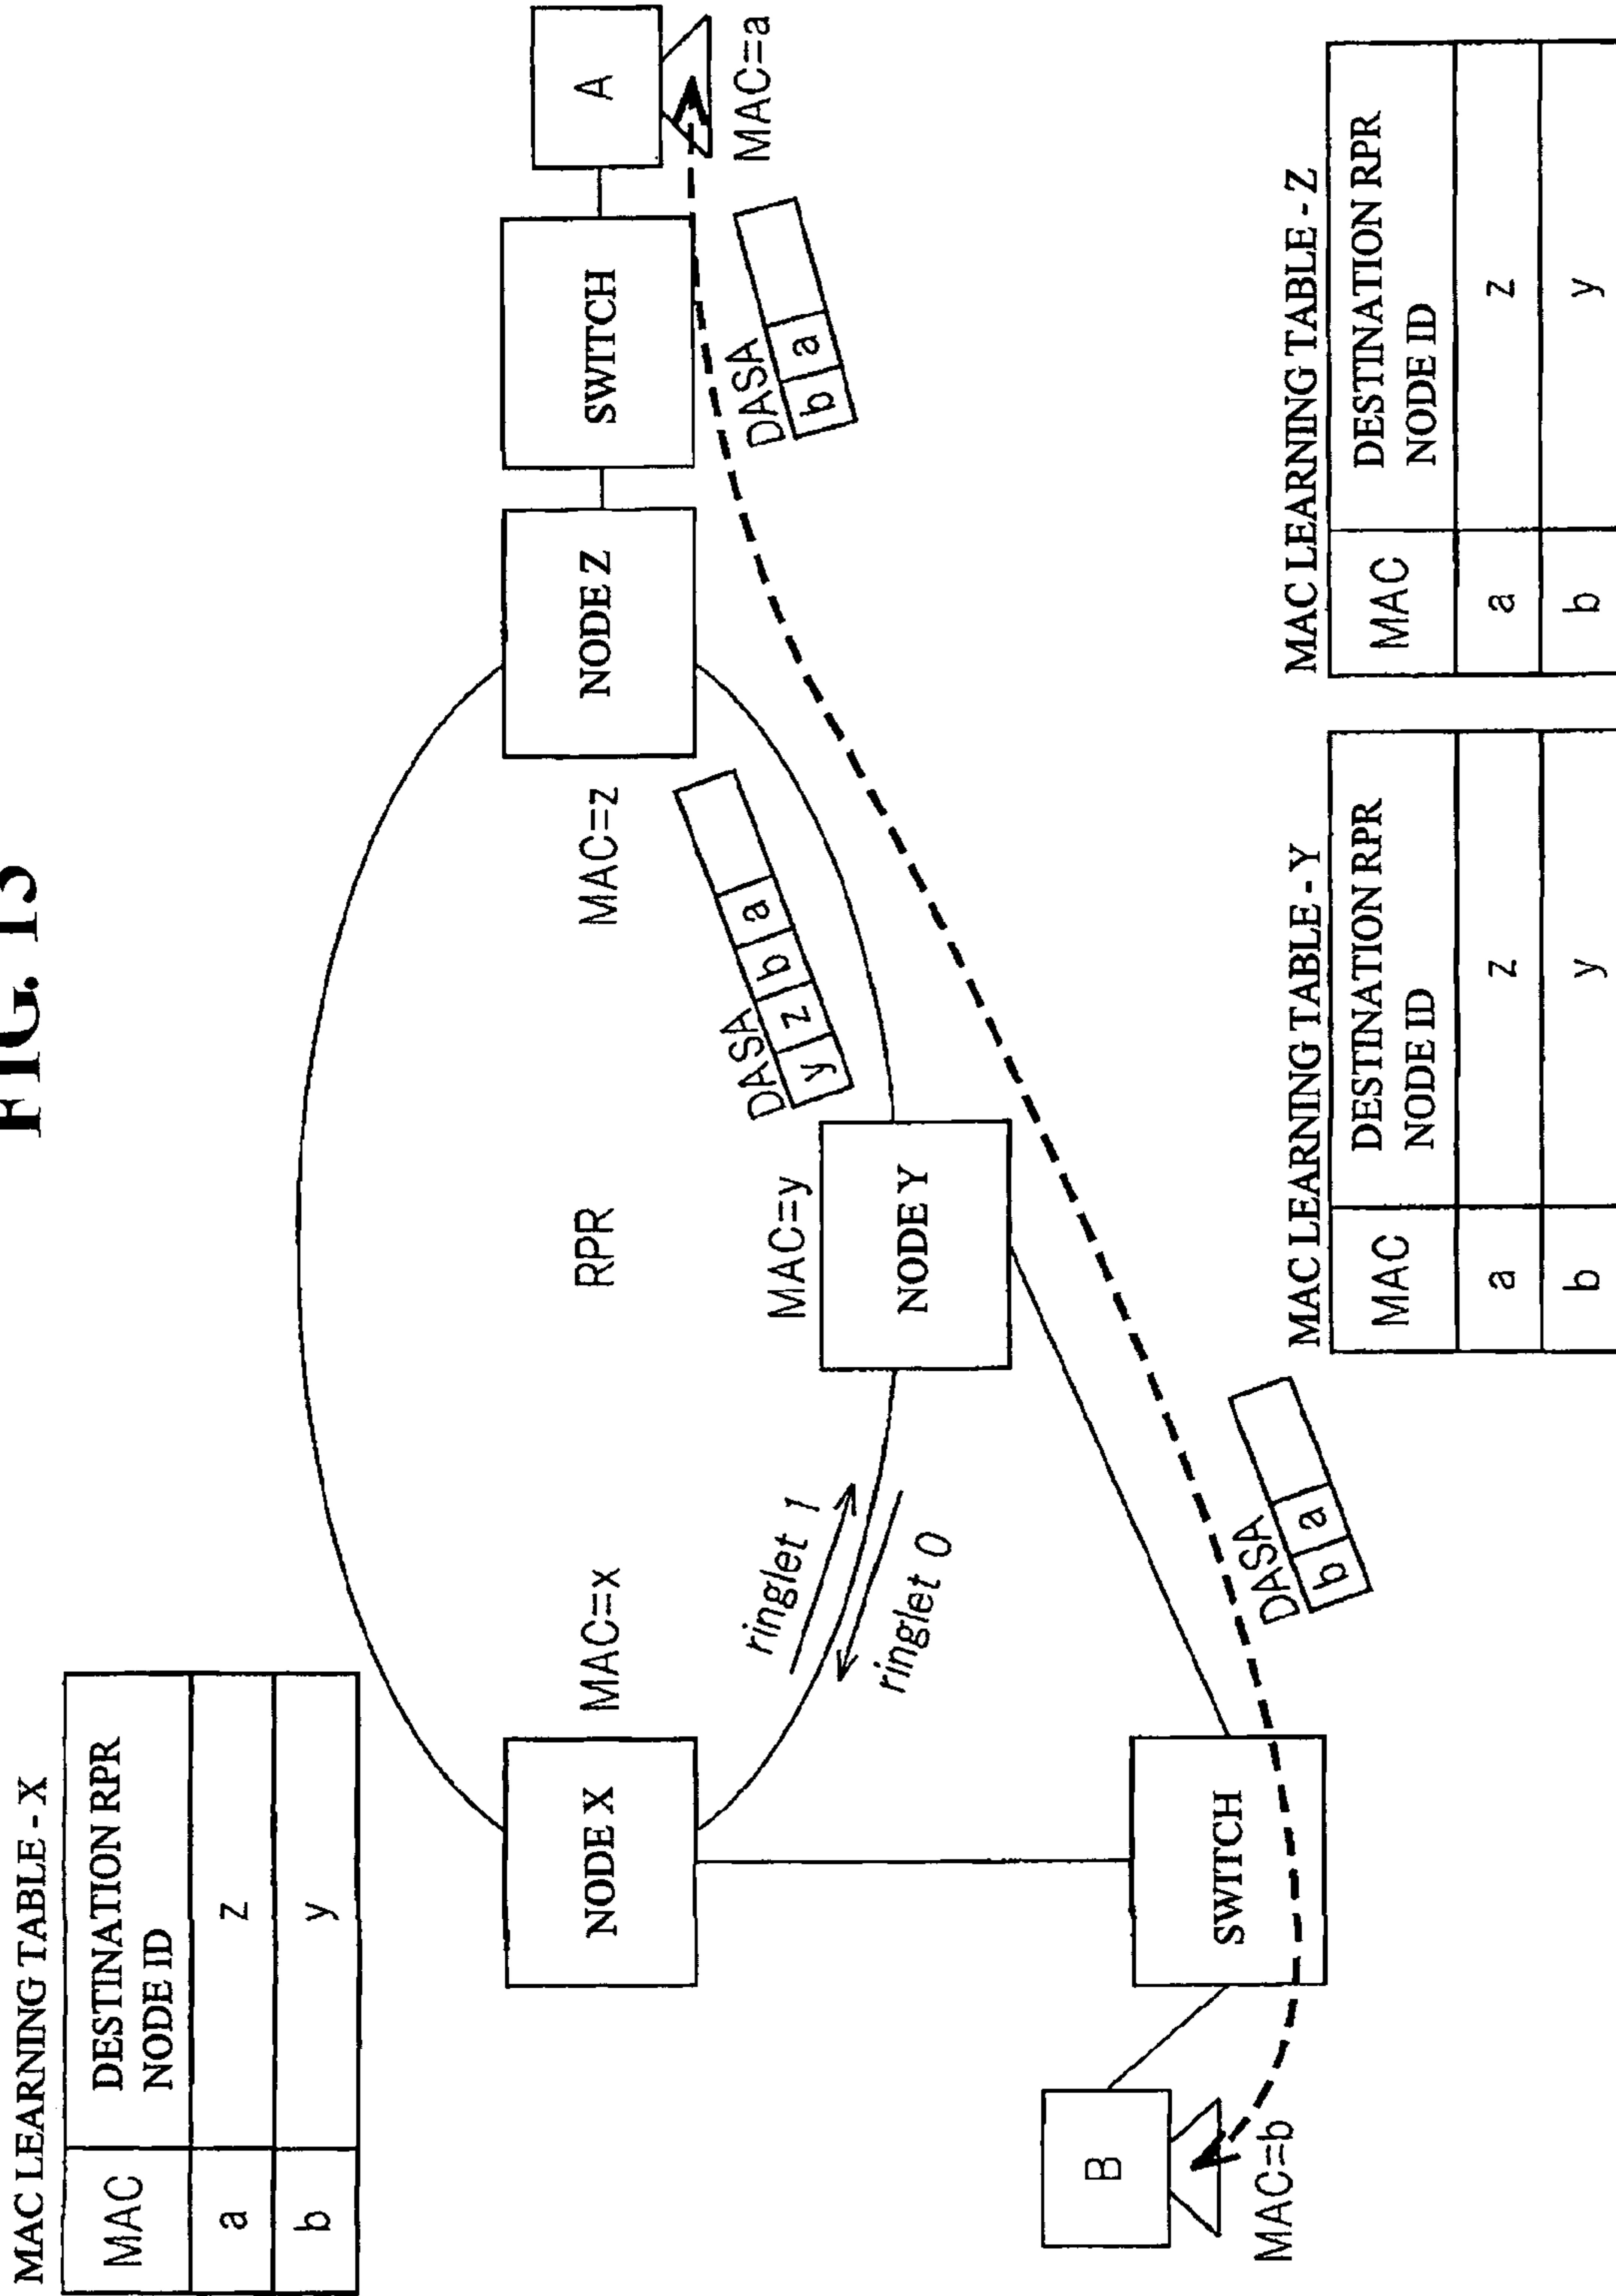 FIG.
MAC LEARNING TABLE - X
MAC
DESTINATION RPR
NODE ID
a
z
b
y
NODE X
MAC=x
RPR
MAC=z
NODE Z
SWITCH
A
MAC=a
ringlet 1
ringlet 0
MAC=y
NODE Y
DASA
y z b a
DASA
b a
B
MAC=b
SWITCH
DASA
b a
MAC LEARNING TABLE - Y
MAC
DESTINATION RPR
NODE ID
a
z
b
y
MAC LEARNING TABLE - Z
MAC
DESTINATION RPR
NODE ID
a
z
b
y